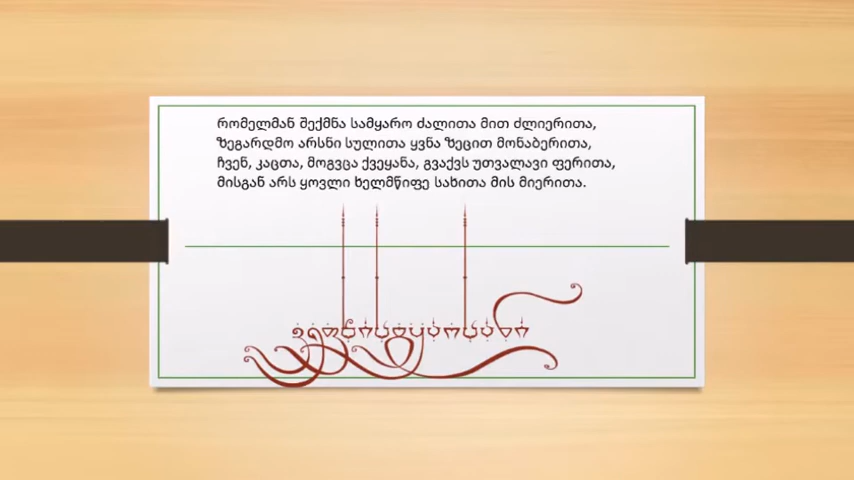 რომელმან შექმნა სამყარო ძალითა მით ძლიერითა,
ზეგარდმო არსნი სულითა ყვნა ზეცით მონაბერითა,
ჩვენ, კაცთა, მოგვცა ქვეყანა, გვაქვს უთვალავი ფერითა,
მისგან არს ყოვლი ხელმწიფე სახითა მის მიერითა.